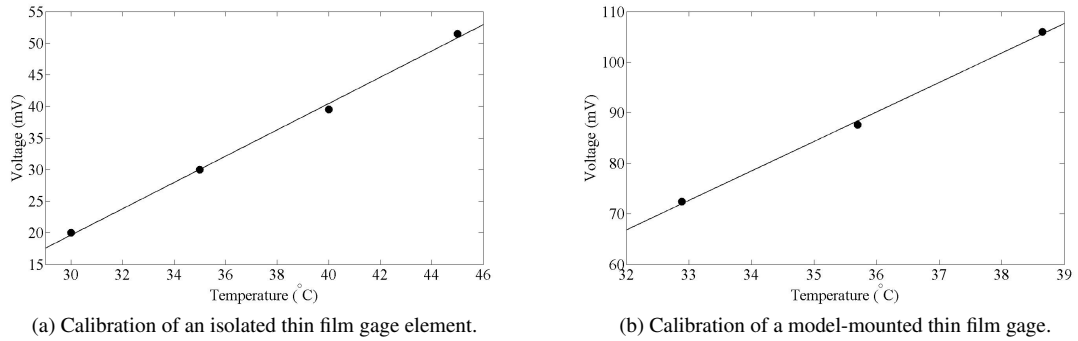 55
50
45
40
35
30
25
20
15
Voltage (mV)
30 32 34 36 38 40 42 44 46
Temperature (°C)
(a) Calibration of an isolated thin film gage element.
110
100
90
80
70
60
Voltage (mV)
32 33 34 35 36 37 38 39
Temperature (°C)
(b) Calibration of a model-mounted thin film gage.